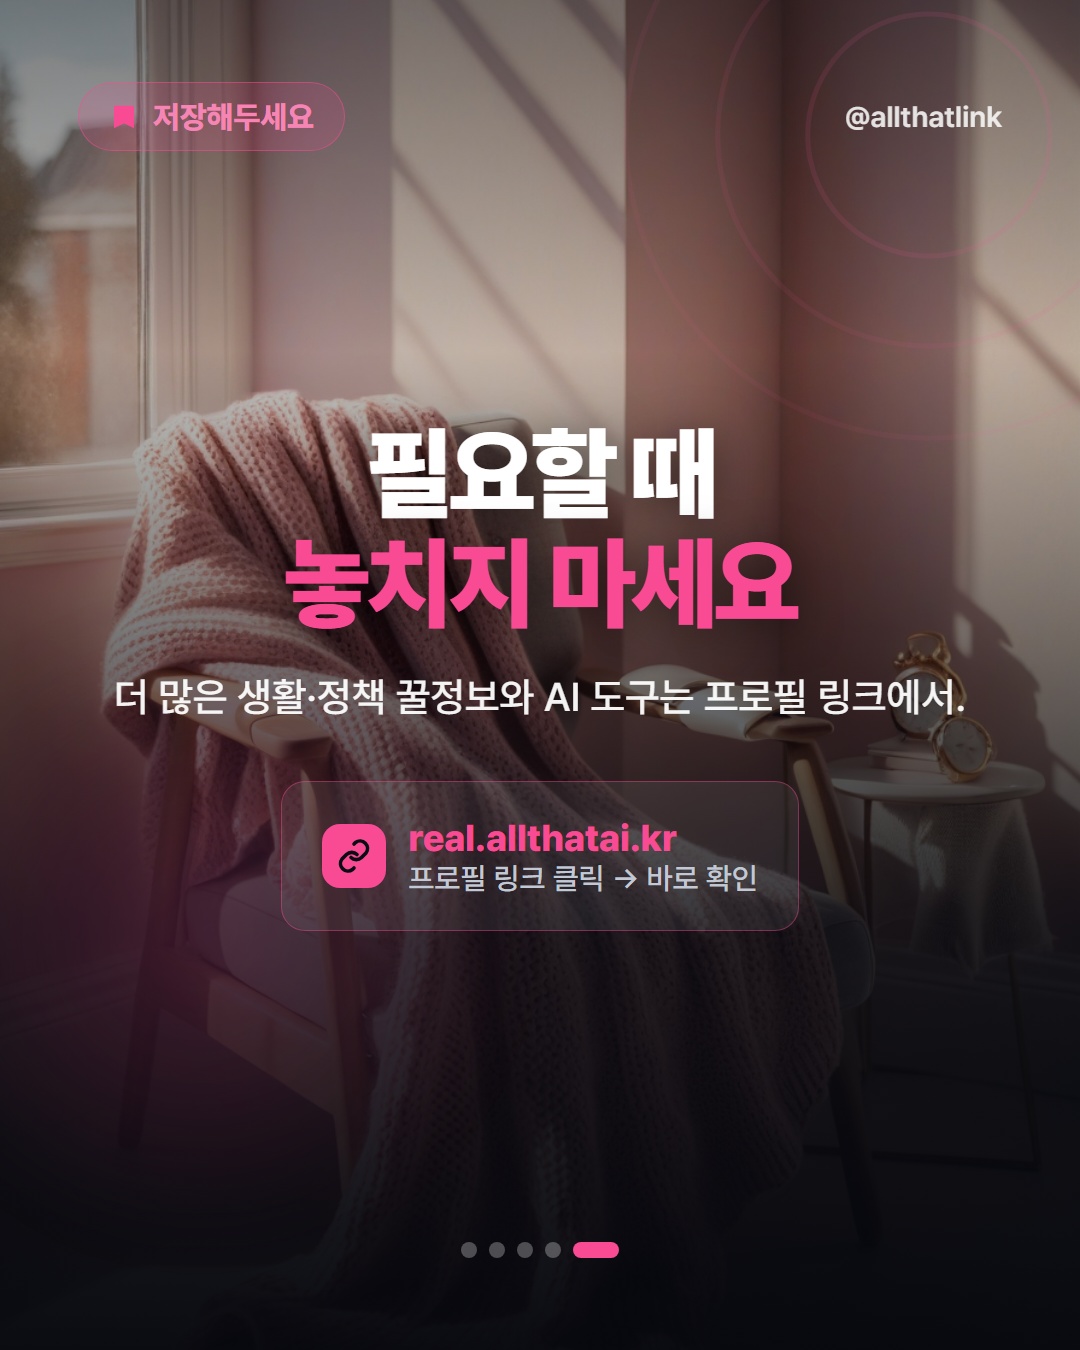 저장해두세요
@allthatlink
필요할 때
놓치지 마세요
더 많은 생활·정책 꿀정보와 AI 도구는 프로필 링크에서.
real.allthatai.kr
프로필 링크 클릭 → 바로 확인